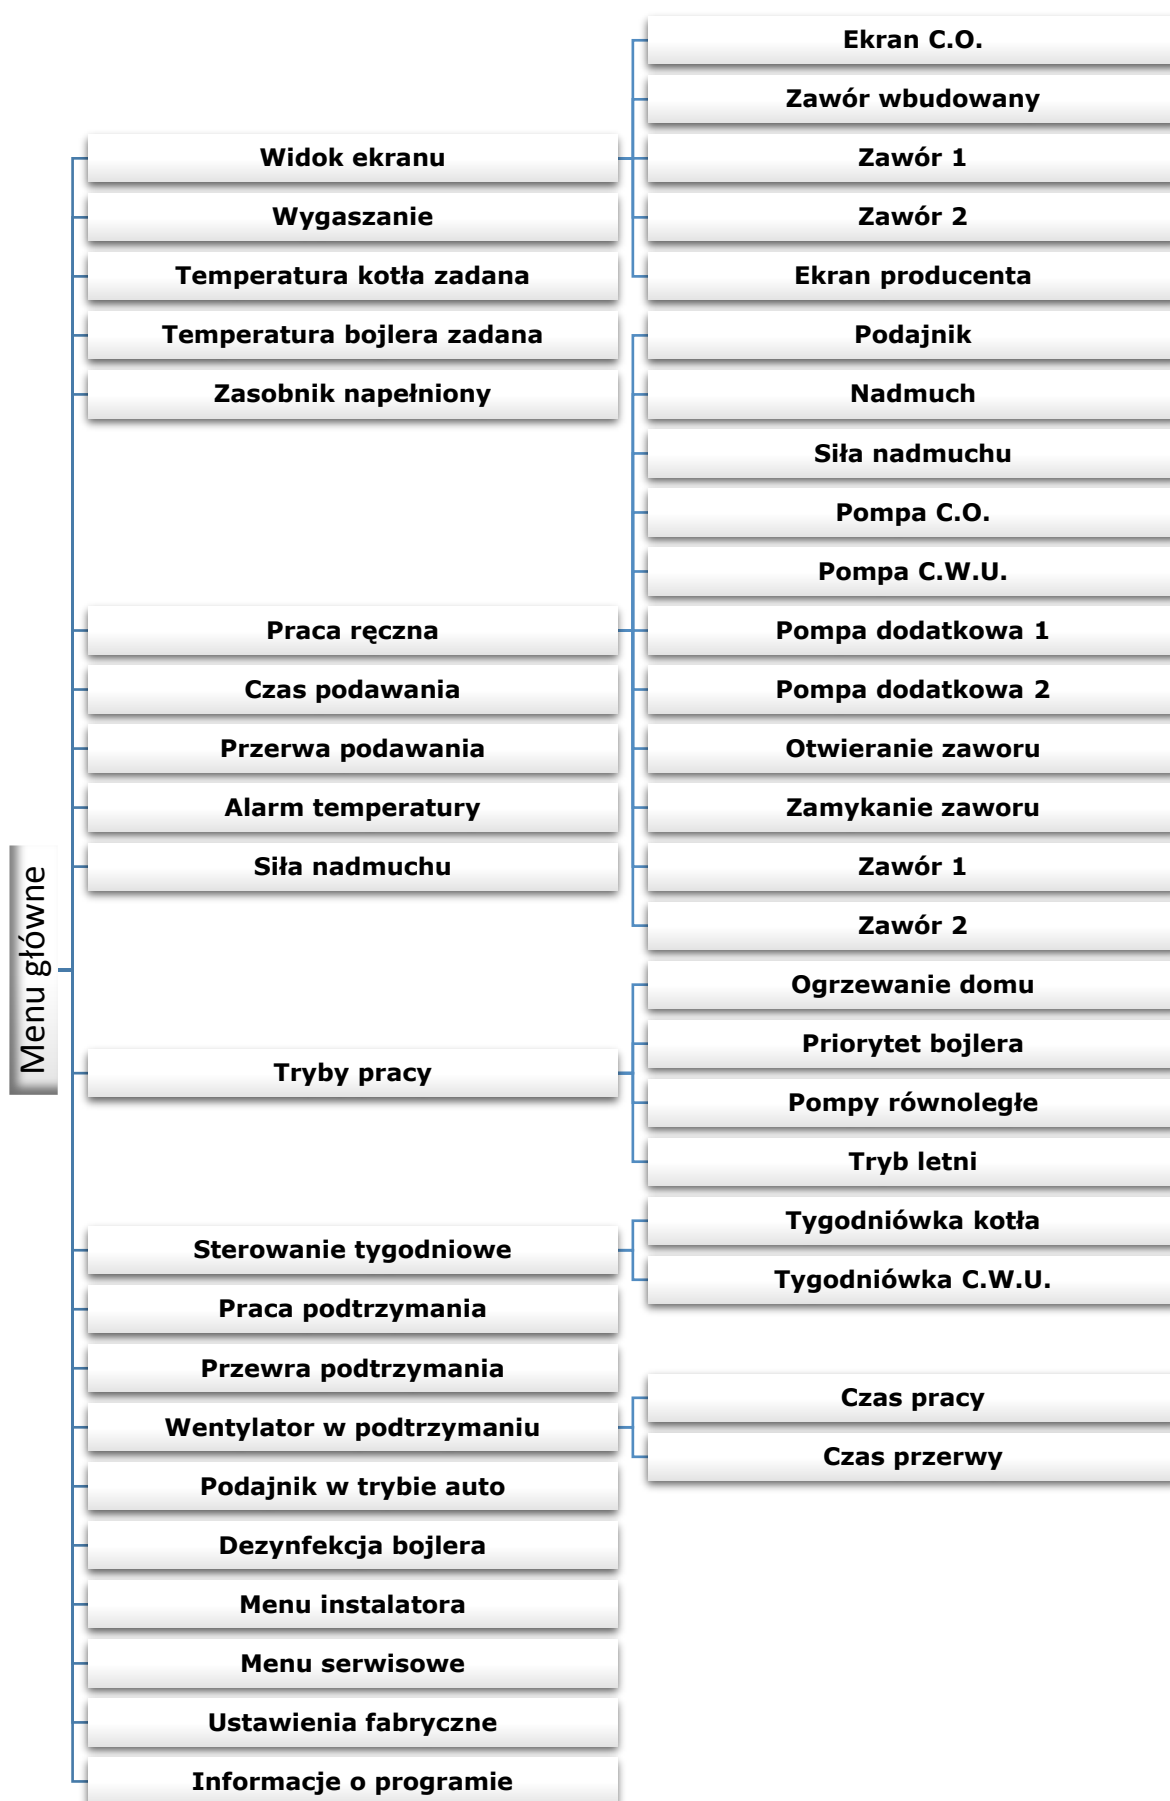 Menu główne
Widok ekranu
Ekran C.O.
Zawór wbudowany
Zawór 1
Zawór 2
Ekran producenta
Wygaszanie
Temperatura kotła zadana
Temperatura bojlera zadana
Zasobnik napełniony
Praca ręczna
Podajnik
Nadmuch
Siła nadmuchu
Pompa C.O.
Pompa C.W.U.
Pompa dodatkowa 1
Pompa dodatkowa 2
Otwieranie zaworu
Zamykanie zaworu
Zawór 1
Zawór 2
Czas podawania
Przerwa podawania
Alarm temperatury
Siła nadmuchu
Tryby pracy
Ogrzewanie domu
Priorytet bojlera
Pompy równoległe
Tryb letni
Sterowanie tygodniowe
Tygodniówka kotła
Tygodniówka C.W.U.
Praca podtrzymania
Przewra podtrzymania
Wentylator w podtrzymaniu
Czas pracy
Czas przerwy
Podajnik w trybie auto
Dezynfekcja bojlera
Menu instalatora
Menu serwisowe
Ustawienia fabryczne
Informacje o programie